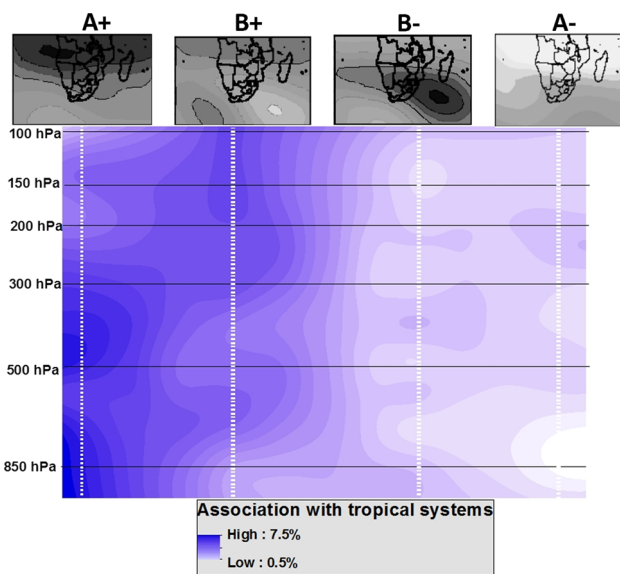 A+ B+ B- A-
100 hPa
150 hPa
200 hPa
300 hPa
500 hPa
850 hPa
Association with tropical systems
High : 7.5%
Low : 0.5%